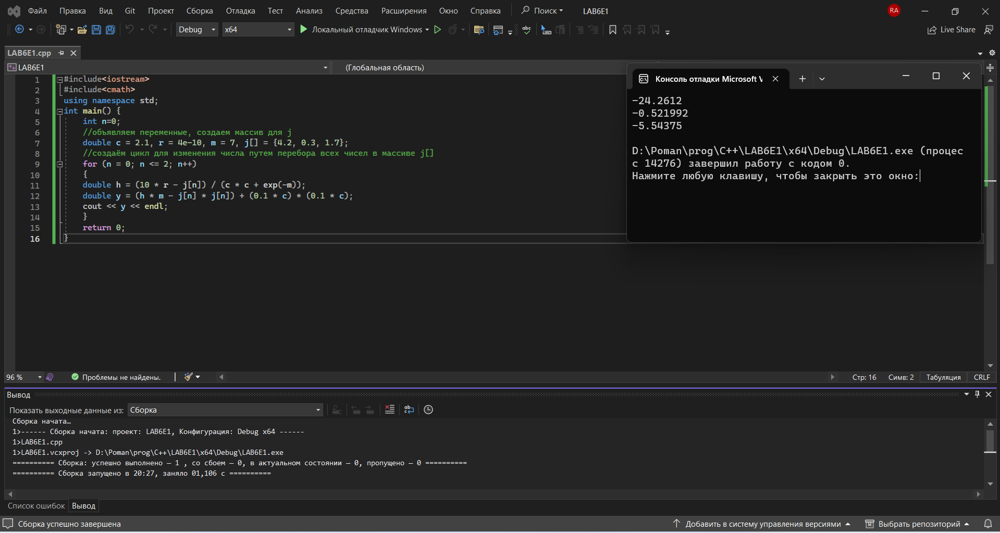 Файл Правка Вид Git Проект Сборка Отладка Тест Анализ Средства Расширения Окно Справка Поиск LAB6E1 RA
Debug x64 Локальный отладчик Windows Live Share
LAB6E1.cpp
LAB6E1 (Глобальная область)
1 #include<iostream>
2 #include<cmath>
3 using namespace std;
4 int main() {
5 int n=0;
6 //объявляем переменные, создаем массив для j
7 double c = 2.1, r = 4e-10, m = 7, j[] = {4.2, 0.3, 1.7};
8 //создаём цикл для изменения числа путем перебора всех чисел в массиве j[]
9 for (n = 0; n <= 2; n++)
10 {
11 double h = (10 * r - j[n]) / (c * c + exp(-m));
12 double y = (h * m - j[n] * j[n]) + (0.1 * c) * (0.1 * c);
13 cout << y << endl;
14 }
15 return 0;
16 }
Консоль отладки Microsoft V
-24.2612
-0.521992
-5.54375
D:\Poman\prog\C++\LAB6E1\x64\Debug\LAB6E1.exe (процес
с 14276) завершил работу с кодом 0.
Нажмите любую клавишу, чтобы закрыть это окно:
96 % Проблемы не найдены. Стр: 16 Симв: 2 Табуляция CRLF
Вывод
Показать выходные данные из: Сборка
Сборка начата…
1>------ Сборка начата: проект: LAB6E1, Конфигурация: Debug x64 ------
1>LAB6E1.cpp
1>LAB6E1.vcxproj -> D:\Poman\prog\C++\LAB6E1\x64\Debug\LAB6E1.exe
========== Сборка: успешно выполнено — 1 , со сбоем — 0, в актуальном состоянии — 0, пропущено — 0 ==========
========== Сборка запущено в 20:27, заняло 01,106 с ==========
Список ошибок Вывод
Сборка успешно завершена Добавить в систему управления версиями Выбрать репозиторий